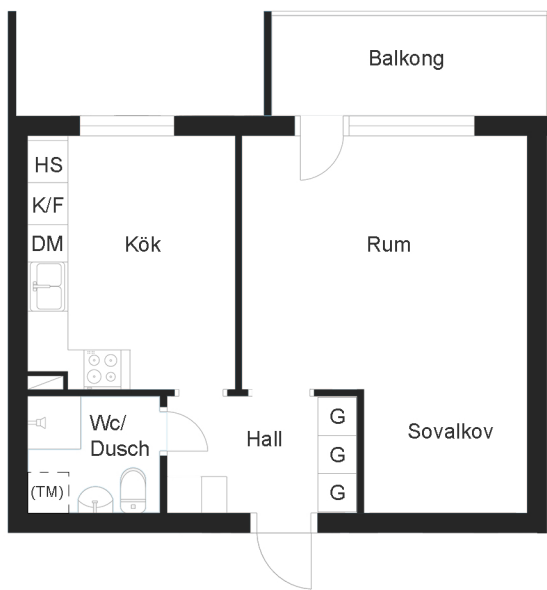 Balkong
HS
K/F
DM
Kök
Rum
Wc/
Dusch
(TM)
Hall
G
G
G
Sovalkov